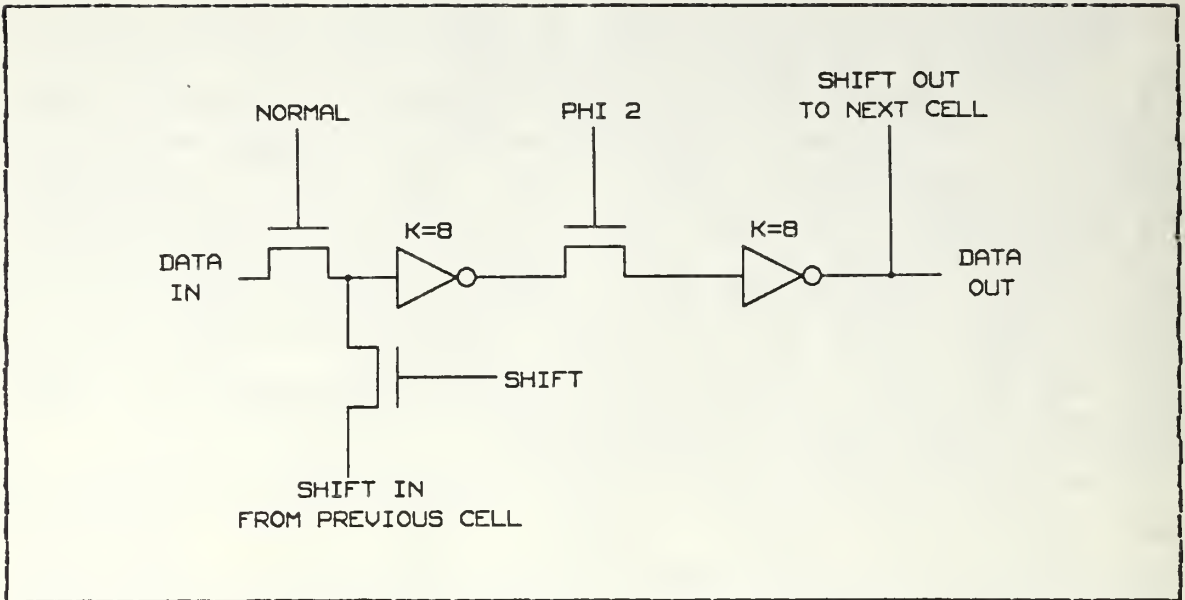 SHIFT OUT
TO NEXT CELL
NORMAL
PHI 2
K=8
K=8
DATA
IN
DATA
OUT
SHIFT
SHIFT IN
FROM PREVIOUS CELL